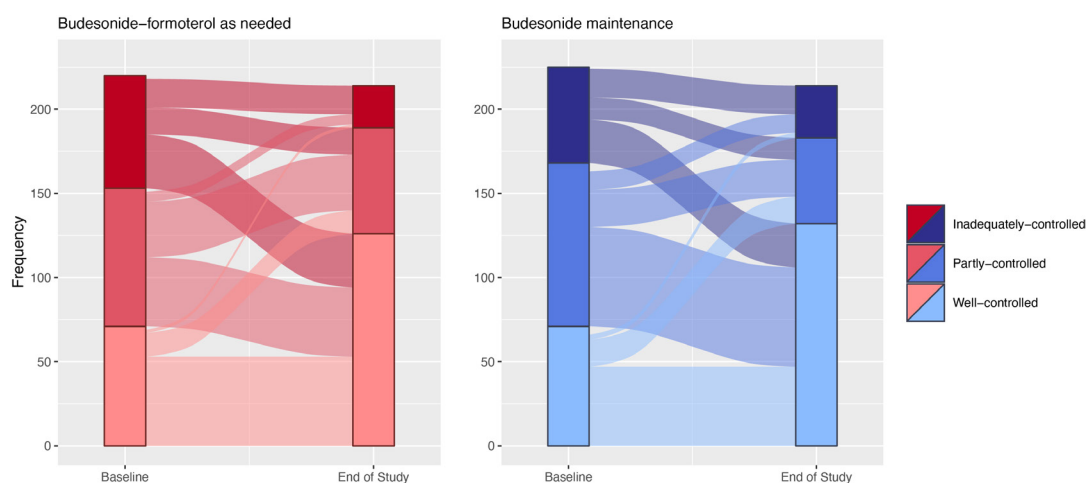 Budesonide−formoterol as needed
Budesonide maintenance
Frequency
200
150
100
50
0
Baseline
End of Study
200
150
100
50
0
Baseline
End of Study
Inadequately−controlled
Partly−controlled
Well−controlled